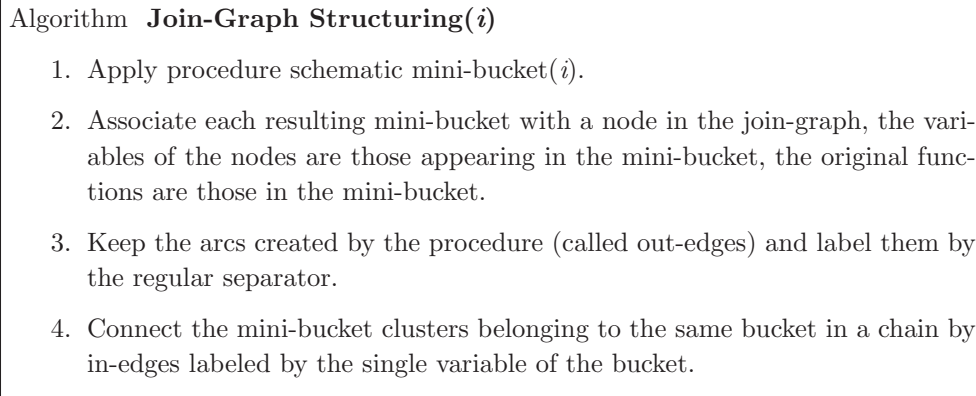 Algorithm Join-Graph Structuring(i)
1. Apply procedure schematic mini-bucket(i).
2. Associate each resulting mini-bucket with a node in the join-graph, the vari-
ables of the nodes are those appearing in the mini-bucket, the original func-
tions are those in the mini-bucket.
3. Keep the arcs created by the procedure (called out-edges) and label them by
the regular separator.
4. Connect the mini-bucket clusters belonging to the same bucket in a chain by
in-edges labeled by the single variable of the bucket.